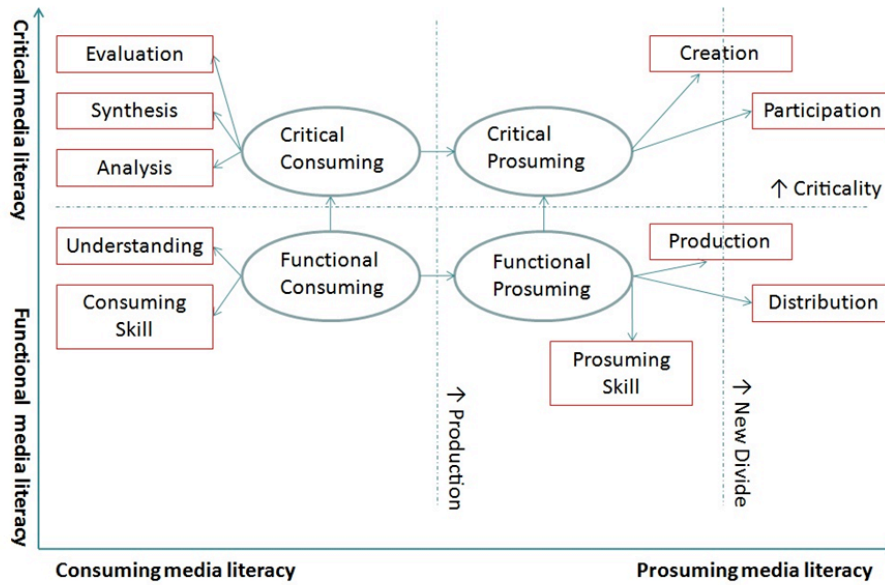 Critical media literacy
Functional media literacy
Evaluation
Synthesis
Analysis
Critical
Consuming
Critical
Prosuming
Creation
Participation
↑ Criticality
Understanding
Consuming
Skill
Functional
Consuming
Functional
Prosuming
Production
Distribution
Prosuming
Skill
↑ Production
↑ New Divide
Consuming media literacy
Prosuming media literacy